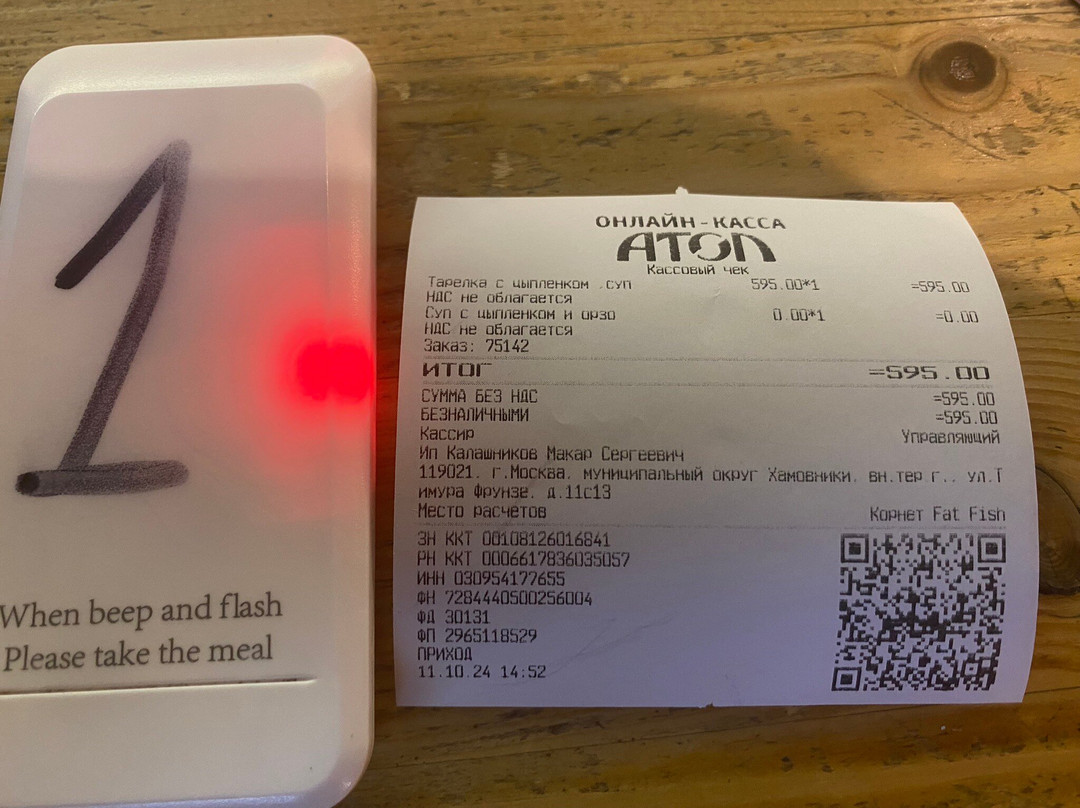 1
When beep and flash
Please take the meal
ОНЛАЙН-КАССА
АТОЛ
Кассовый чек
Тарелка с цыпленком .суп 595.00*1 =595.00
НДС не облагается
Суп с цыпленком и орзо 0.00*1 =0.00
НДС не облагается
Заказ: 75142
ИТОГ =595.00
СУММА БЕЗ НДС =595.00
БЕЗНАЛИЧНЫМИ =595.00
Кассир Управляющий
Ип Калашников Макар Сергеевич
119021. г.Москва. муниципальный округ Хамовники. вн.тер г.. ул.Т
имура Фрунзе. д.11с13
Место расчетов Корнет Fat Fish
ЗН ККТ 00108126016841
РН ККТ 0006617836035057
ИНН 030954177655
ФН 7284440500256004
ФД 30131
ФП 2965118529
ПРИХОД
11.10.24 14:52